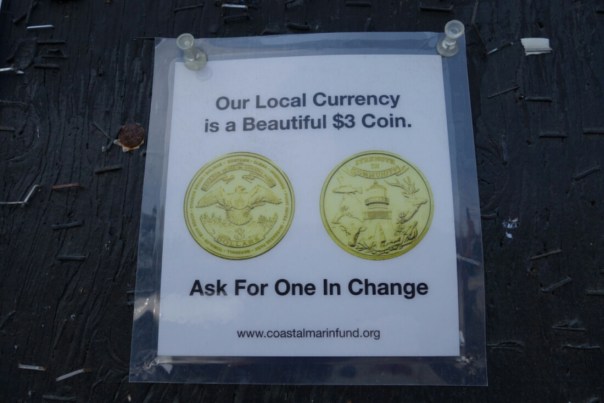 Our Local Currency
is a Beautiful $3 Coin.
Ask For One In Change
www.coastalmarinfund.org